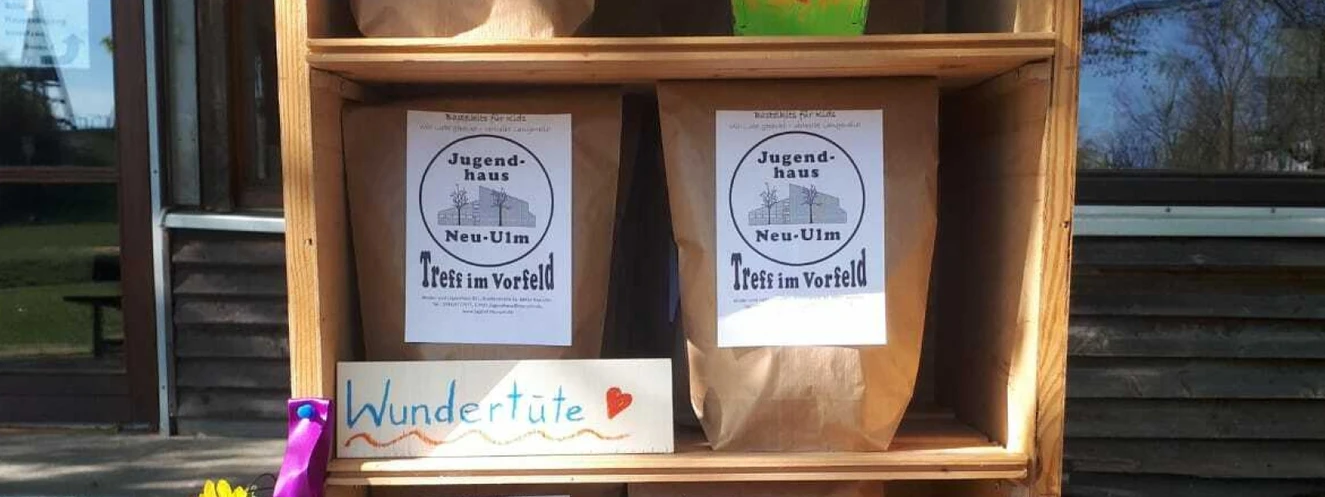 Bastelkits für Kids
Jugend-
haus
Neu-Ulm
Treff im Vorfeld
Bastelkits für Kids
Jugend-
haus
Neu-Ulm
Treff im Vorfeld
Wundertüte